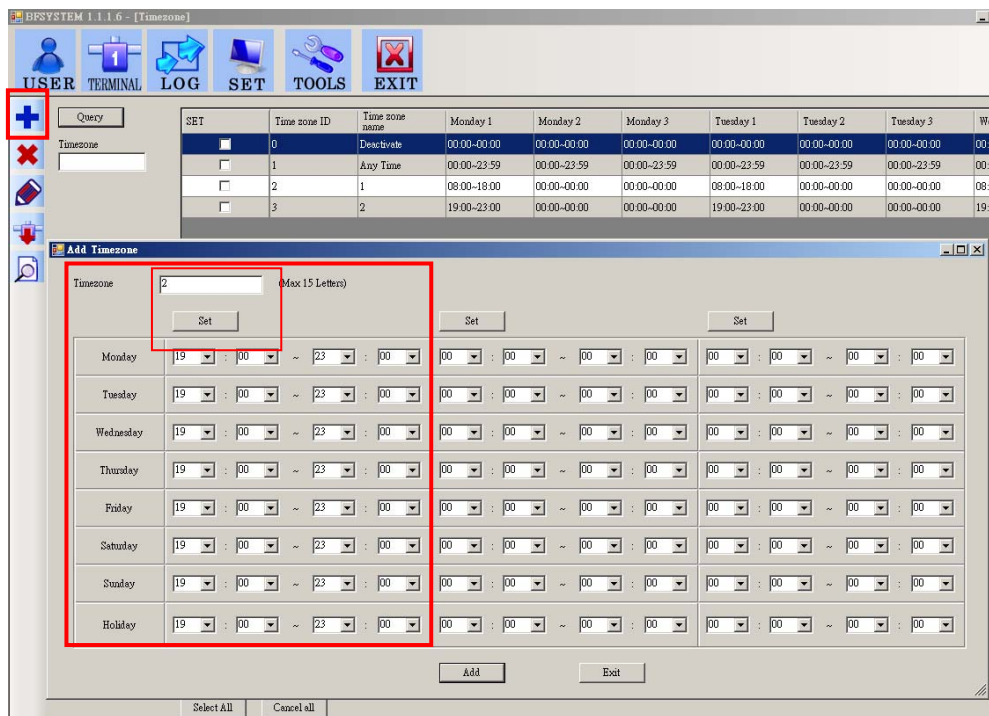 BFSYSTEM 1.1.1.6 - [Timezone]
USER TERMINAL 1 LOG SET TOOLS EXIT
Query
Timezone
SET Time zone ID Time zone name Monday 1 Monday 2 Monday 3 Tuesday 1 Tuesday 2 Tuesday 3 W
0 Deactivate 00:00~00:00 00:00~00:00 00:00~00:00 00:00~00:00 00:00~00:00 00:00~00:00 00:
1 Any Time 00:00~23:59 00:00~23:59 00:00~23:59 00:00~23:59 00:00~23:59 00:00~23:59 00:
2 1 08:00~18:00 00:00~00:00 00:00~00:00 08:00~18:00 00:00~00:00 00:00~00:00 08:
3 2 19:00~23:00 00:00~00:00 00:00~00:00 19:00~23:00 00:00~00:00 00:00~00:00 19:
Add Timezone
Timezone 2 (Max 15 Letters)
Set Set Set
Monday 19 : 00 ~ 23 : 00 00 : 00 ~ 00 : 00 00 : 00 ~ 00 : 00
Tuesday 19 : 00 ~ 23 : 00 00 : 00 ~ 00 : 00 00 : 00 ~ 00 : 00
Wednesday 19 : 00 ~ 23 : 00 00 : 00 ~ 00 : 00 00 : 00 ~ 00 : 00
Thursday 19 : 00 ~ 23 : 00 00 : 00 ~ 00 : 00 00 : 00 ~ 00 : 00
Friday 19 : 00 ~ 23 : 00 00 : 00 ~ 00 : 00 00 : 00 ~ 00 : 00
Saturday 19 : 00 ~ 23 : 00 00 : 00 ~ 00 : 00 00 : 00 ~ 00 : 00
Sunday 19 : 00 ~ 23 : 00 00 : 00 ~ 00 : 00 00 : 00 ~ 00 : 00
Holiday 19 : 00 ~ 23 : 00 00 : 00 ~ 00 : 00 00 : 00 ~ 00 : 00
Add Exit
Select All Cancel all